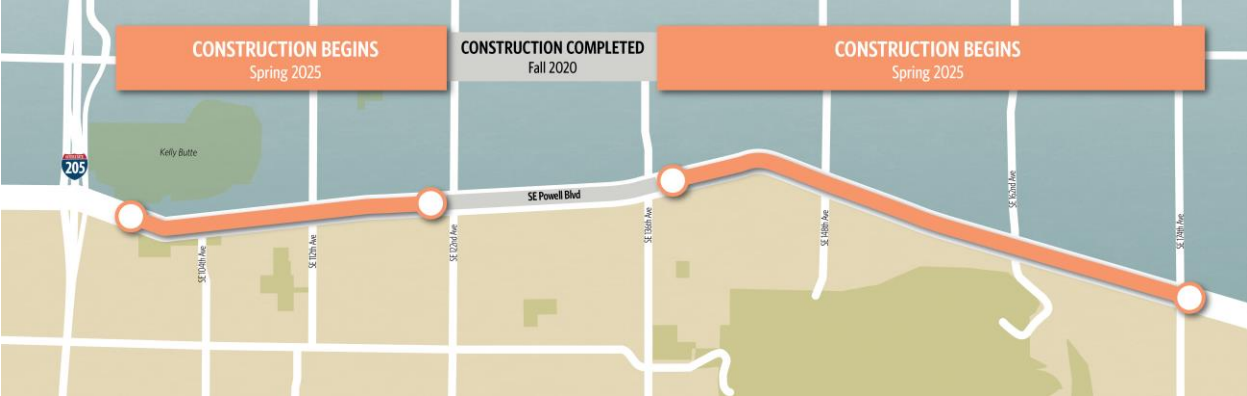 CONSTRUCTION BEGINS
Spring 2025
CONSTRUCTION COMPLETED
Fall 2020
CONSTRUCTION BEGINS
Spring 2025
Kelly Butte
205
SE Powell Blvd
SE 104th Ave
SE 112th Ave
SE 122nd Ave
SE 136th Ave
SE 148th Ave
SE 162nd Ave
SE 174th Ave